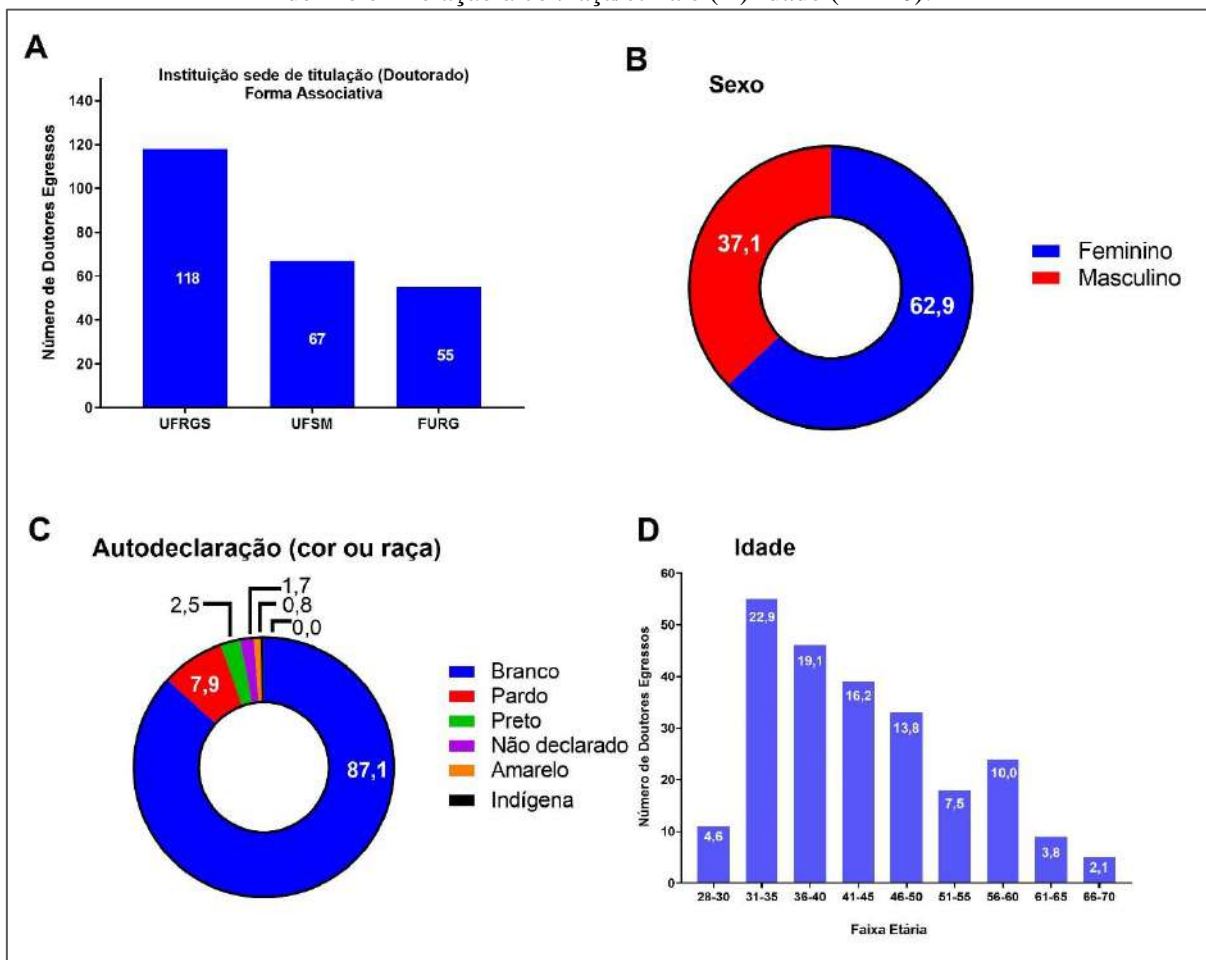 A
Instituição sede de titulação (Doutorado)
Forma Associativa
Número de Doutores Egressos
140
120
100
80
60
40
20
0
118
67
55
UFRGS UFSM FURG
B
Sexo
37,1
62,9
Feminino
Masculino
C
Autodeclaração (cor ou raça)
2,5
1,7
0,8
0,0
7,9
87,1
Branco
Pardo
Preto
Não declarado
Amarelo
Indígena
D
Idade
Número de Doutores Egressos
60
50
40
30
20
10
0
4,6
22,9
19,1
16,2
13,8
7,5
10,0
3,8
2,1
28-30 31-35 36-40 41-45 46-50 51-55 56-60 61-65 66-70
Faixa Etária